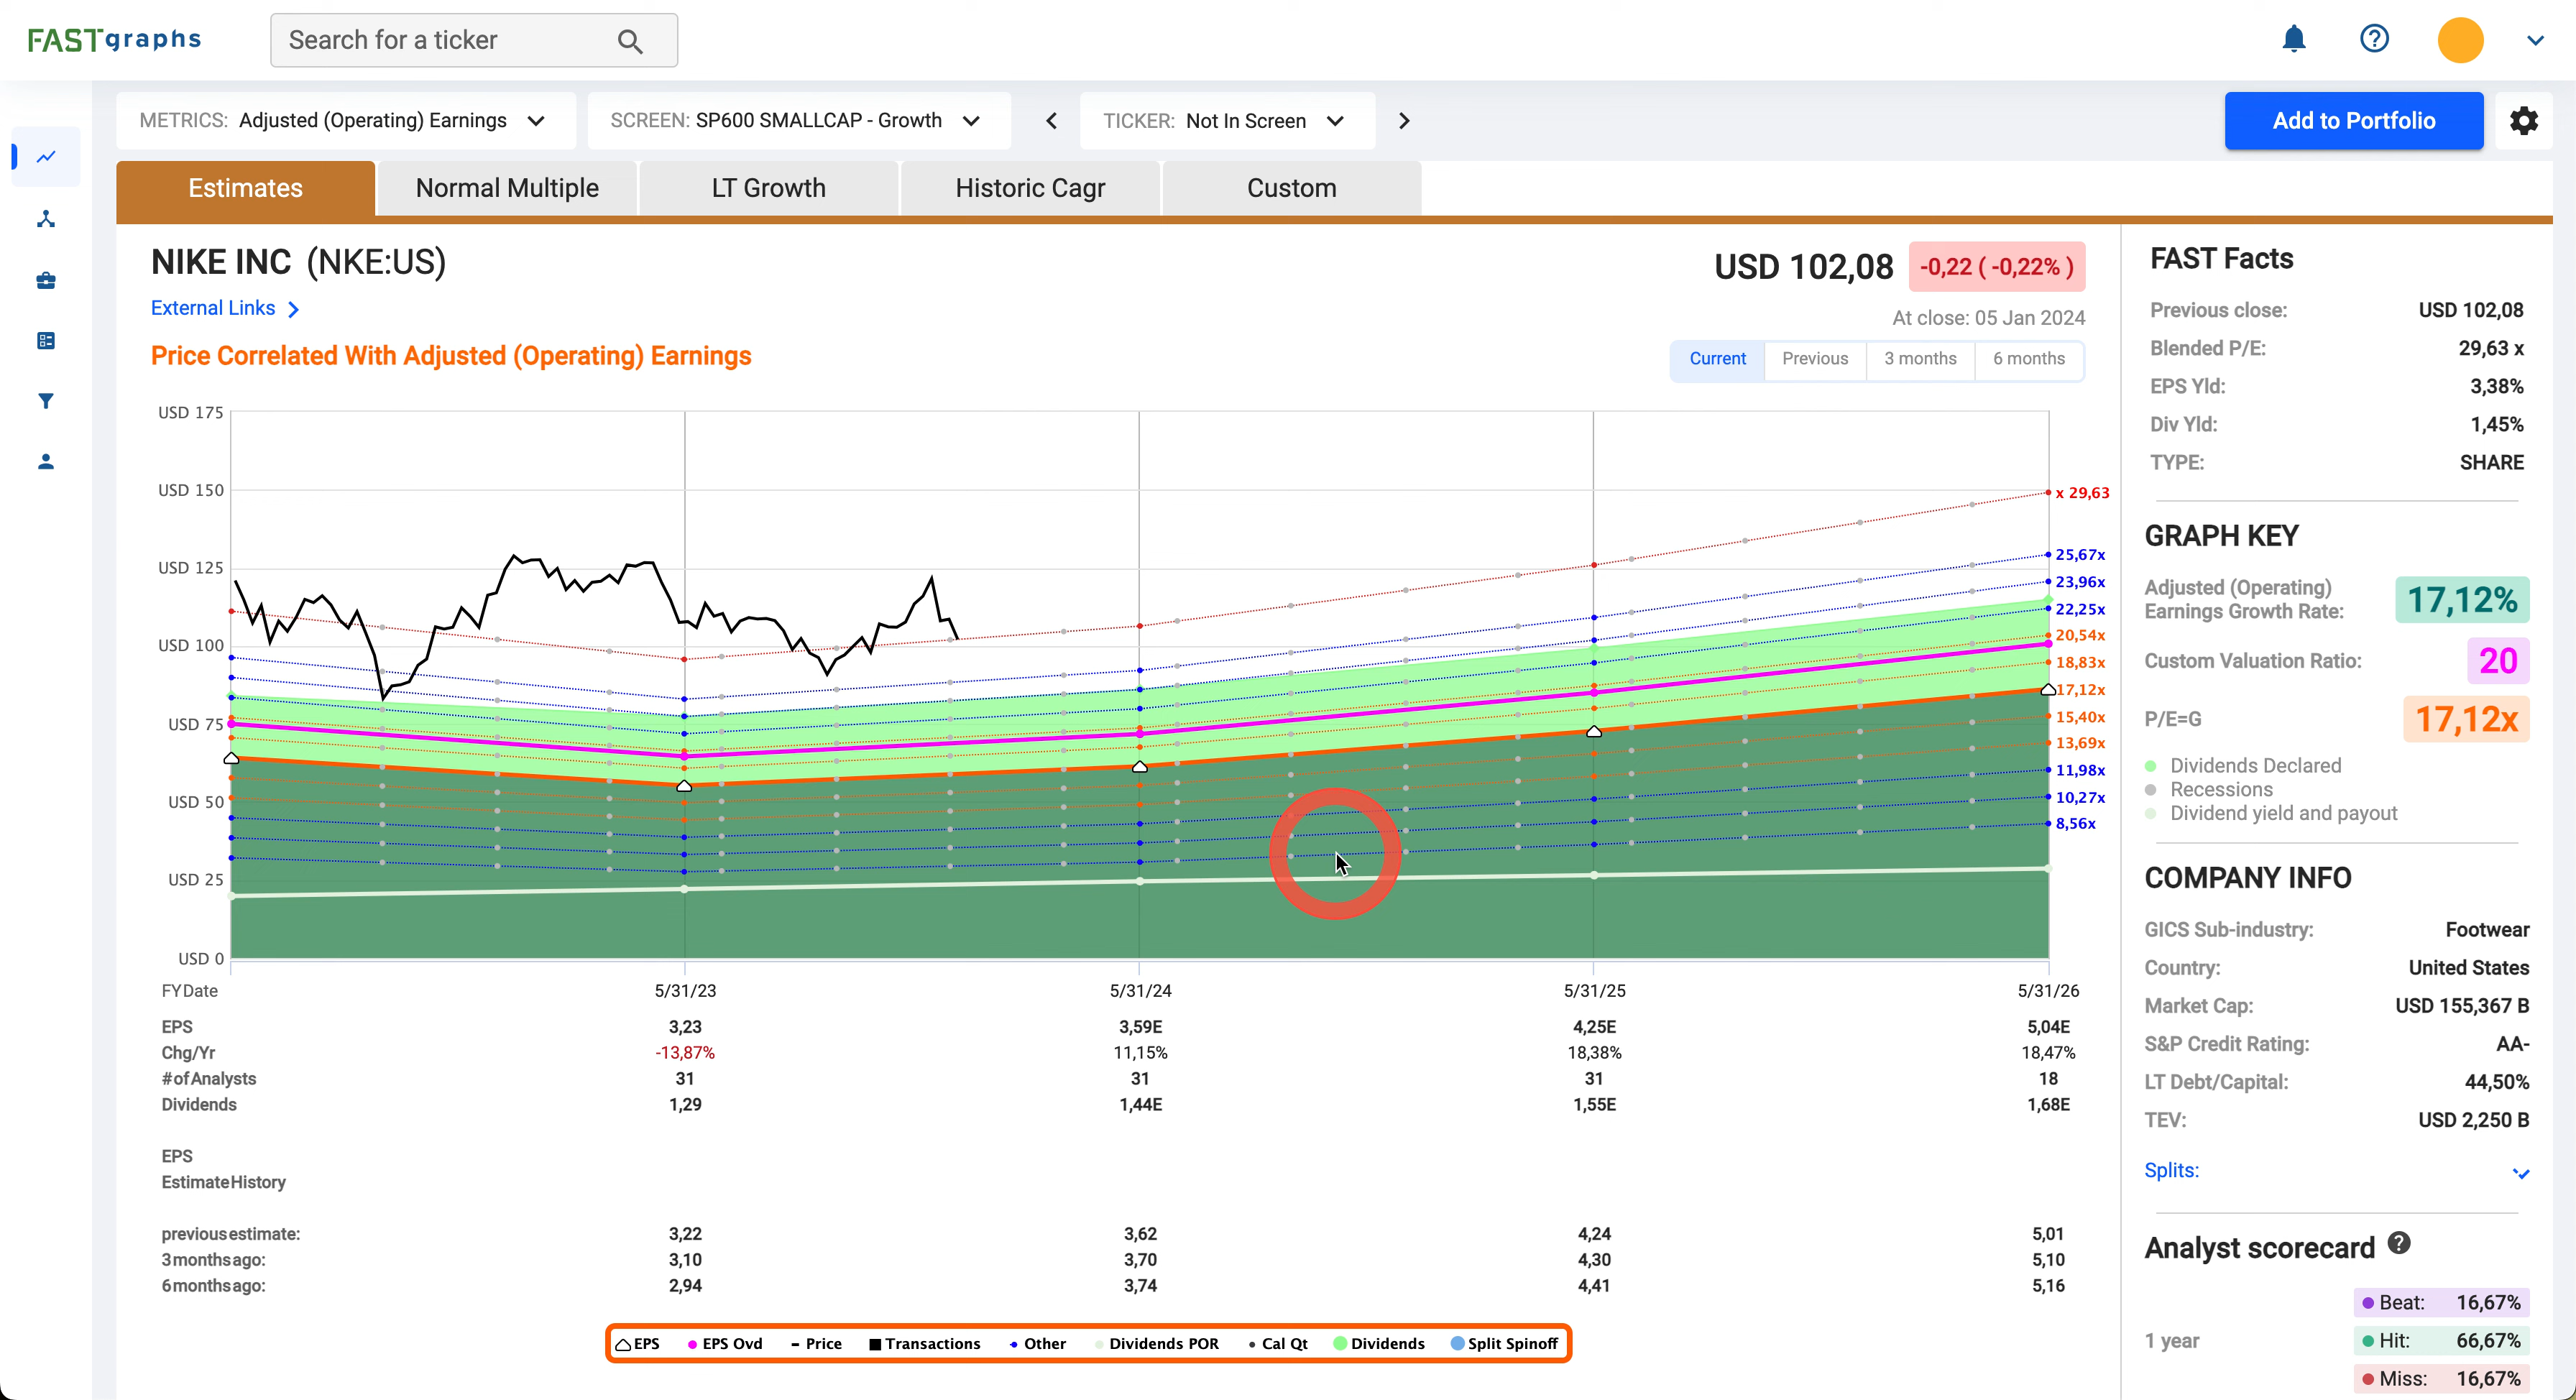 FASTgraphs
Search for a ticker
METRICS: Adjusted (Operating) Earnings
SCREEN: SP600 SMALLCAP - Growth
TICKER: Not In Screen
Add to Portfolio
Estimates
Normal Multiple
LT Growth
Historic Cagr
Custom
NIKE INC (NKE:US)
External Links
Price Correlated With Adjusted (Operating) Earnings
USD 102,08
-0,22 ( -0,22% )
At close: 05 Jan 2024
Current
Previous
3 months
6 months
USD 175
USD 150
USD 125
USD 100
USD 75
USD 50
USD 25
USD 0
x 29,63
25,67x
23,96x
22,25x
20,54x
18,83x
17,12x
15,40x
13,69x
11,98x
10,27x
8,56x
FYDate 5/31/23 5/31/24 5/31/25 5/31/26
EPS 3,23 3,59E 4,25E 5,04E
Chg/Yr -13,87% 11,15% 18,38% 18,47%
#ofAnalysts 31 31 31 18
Dividends 1,29 1,44E 1,55E 1,68E
EPS
EstimateHistory
previousestimate: 3,22 3,62 4,24 5,01
3monthsago: 3,10 3,70 4,30 5,10
6monthsago: 2,94 3,74 4,41 5,16
EPS EPS Ovd Price Transactions Other Dividends POR Cal Qt Dividends Split Spinoff
FAST Facts
Previous close: USD 102,08
Blended P/E: 29,63 x
EPS Yld: 3,38%
Div Yld: 1,45%
TYPE: SHARE
GRAPH KEY
Adjusted (Operating)
Earnings Growth Rate: 17,12%
Custom Valuation Ratio: 20
P/E=G 17,12x
Dividends Declared
Recessions
Dividend yield and payout
COMPANY INFO
GICS Sub-industry: Footwear
Country: United States
Market Cap: USD 155,367 B
S&P Credit Rating: AA-
LT Debt/Capital: 44,50%
TEV: USD 2,250 B
Splits:
Analyst scorecard ?
1 year
Beat: 16,67%
Hit: 66,67%
Miss: 16,67%